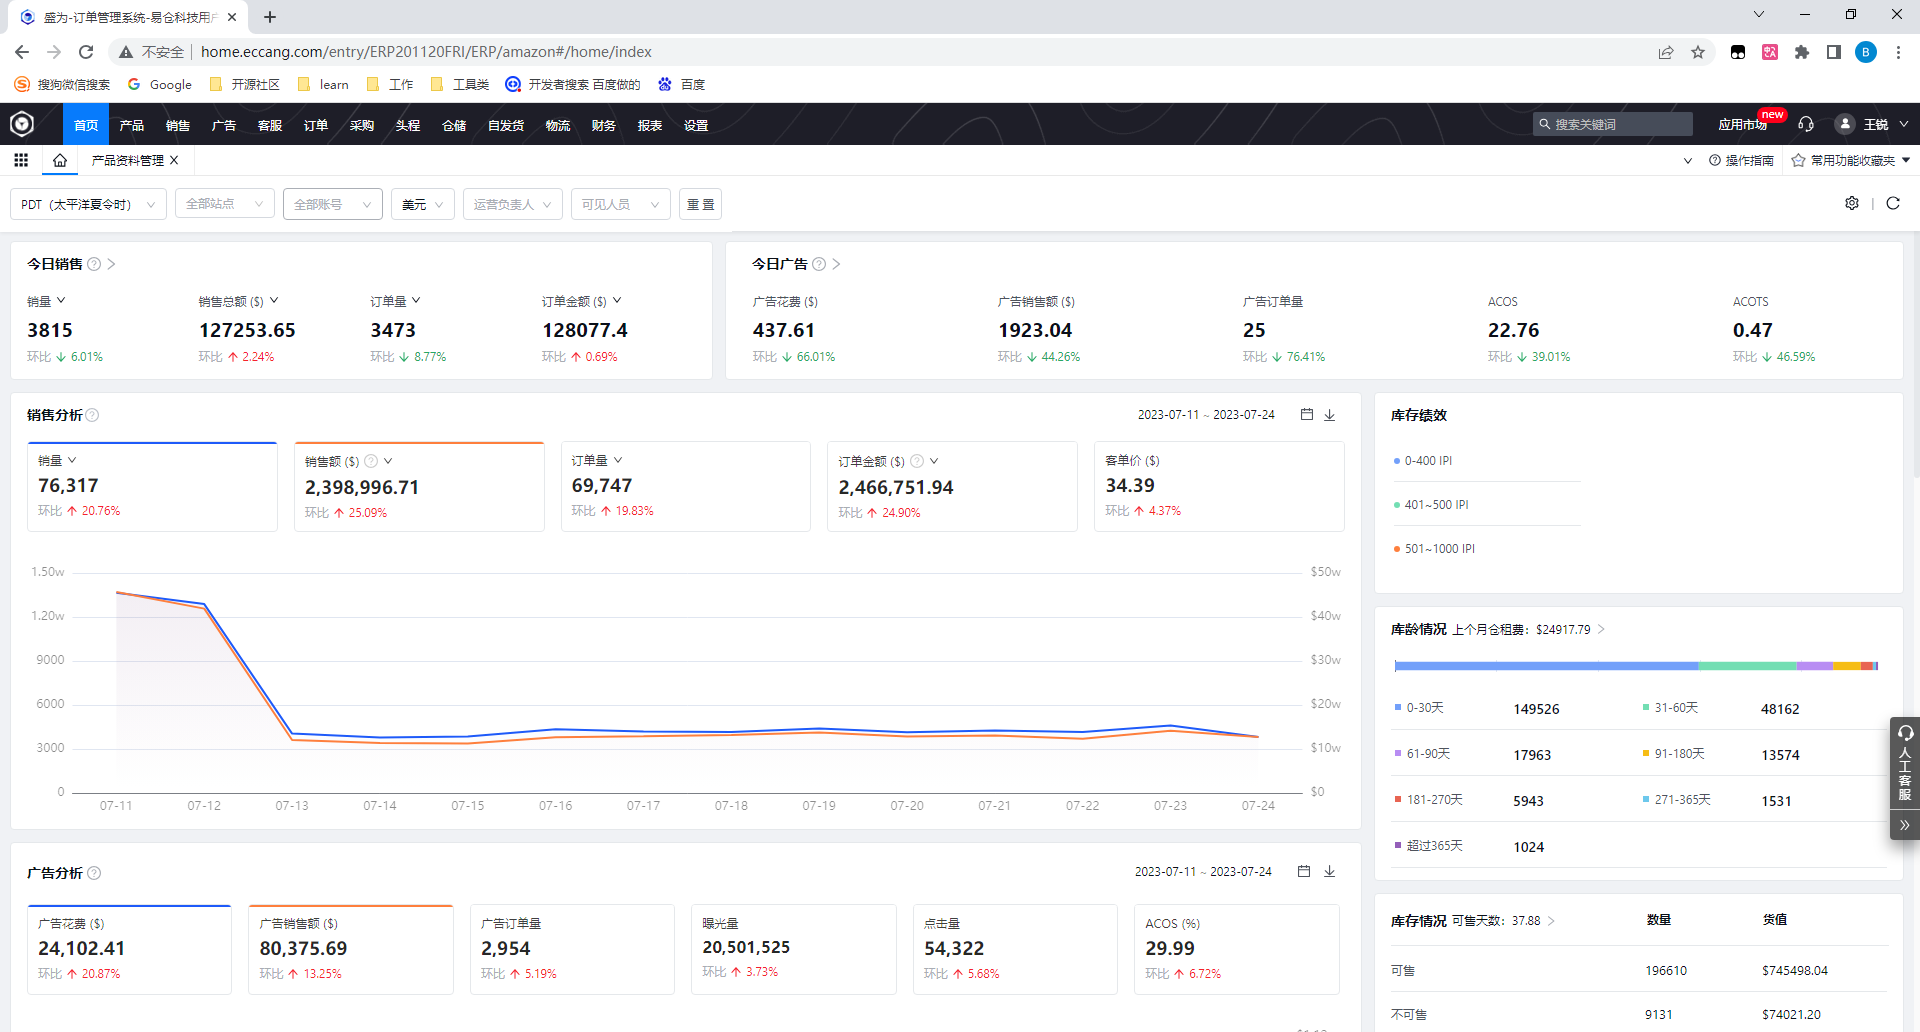 盛为-订单管理系统-易仓科技用户
不安全 home.eccang.com/entry/ERP201120FRI/ERP/amazon#/home/index
B
搜狗微信搜索 Google 开源社区 learn 工作 工具类 开发者搜索 百度做的 百度
首页 产品 销售 广告 客服 订单 采购 头程 仓储 自发货 物流 财务 报表 设置 搜索关键词 应用市场 new 王锐
产品资料管理 操作指南 常用功能收藏夹
PDT（太平洋夏令时） 全部站点 全部账号 美元 运营负责人 可见人员 重 置
今日销售
销量 销售总额 ($) 订单量 订单金额 ($)
3815 127253.65 3473 128077.4
环比 ↓ 6.01% 环比 ↑ 2.24% 环比 ↓ 8.77% 环比 ↑ 0.69%
今日广告
广告花费 ($) 广告销售额 ($) 广告订单量 ACOS ACOTS
437.61 1923.04 25 22.76 0.47
环比 ↓ 66.01% 环比 ↓ 44.26% 环比 ↓ 76.41% 环比 ↓ 39.01% 环比 ↓ 46.59%
销售分析 2023-07-11 ~ 2023-07-24
销量 销售额 ($) 订单量 订单金额 ($) 客单价 ($)
76,317 2,398,996.71 69,747 2,466,751.94 34.39
环比 ↑ 20.76% 环比 ↑ 25.09% 环比 ↑ 19.83% 环比 ↑ 24.90% 环比 ↑ 4.37%
1.50w $50w
1.20w $40w
9000 $30w
6000 $20w
3000 $10w
0 $0
07-11 07-12 07-13 07-14 07-15 07-16 07-17 07-18 07-19 07-20 07-21 07-22 07-23 07-24
广告分析 2023-07-11 ~ 2023-07-24
广告花费 ($) 广告销售额 ($) 广告订单量 曝光量 点击量 ACOS (%)
24,102.41 80,375.69 2,954 20,501,525 54,322 29.99
环比 ↑ 20.87% 环比 ↑ 13.25% 环比 ↑ 5.19% 环比 ↑ 3.73% 环比 ↑ 5.68% 环比 ↑ 6.72%
库存绩效
0-400 IPI
401~500 IPI
501~1000 IPI
库龄情况 上个月仓租费：$24917.79
0-30天 149526 31-60天 48162
61-90天 17963 91-180天 13574
181-270天 5943 271-365天 1531
超过365天 1024
库存情况 可售天数：37.88 数量 货值
可售 196610 $745498.04
不可售 9131 $74021.20
人工客服